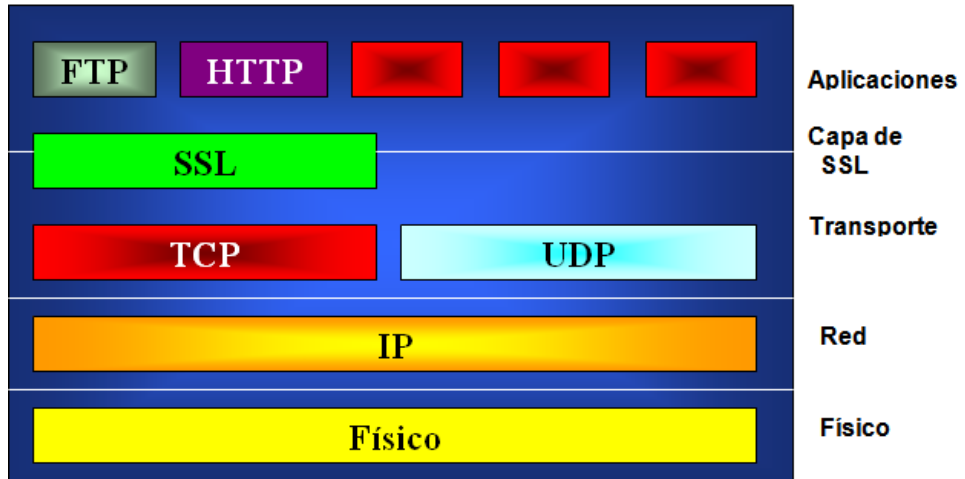 FTP
HTTP
Aplicaciones
SSL
Capa de
SSL
TCP
UDP
Transporte
IP
Red
Físico
Físico